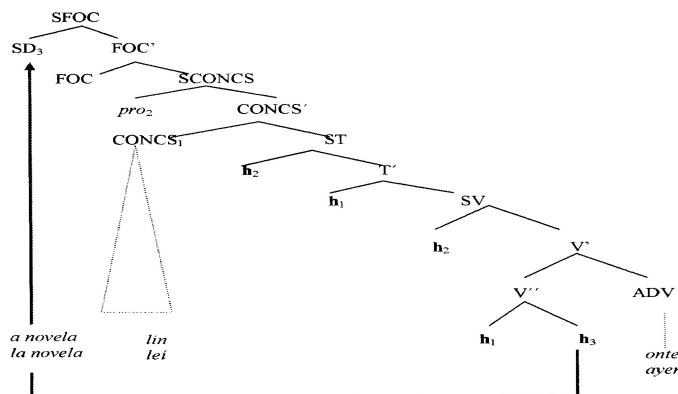 SFOC
SD3 FOC'
FOC SCONCS
pro2 CONCS´
CONCS1 ST
h2 T´
h1 SV
h2 V'
V´´ ADV
a novela lin h1 h3 onte
la novela lei ayer